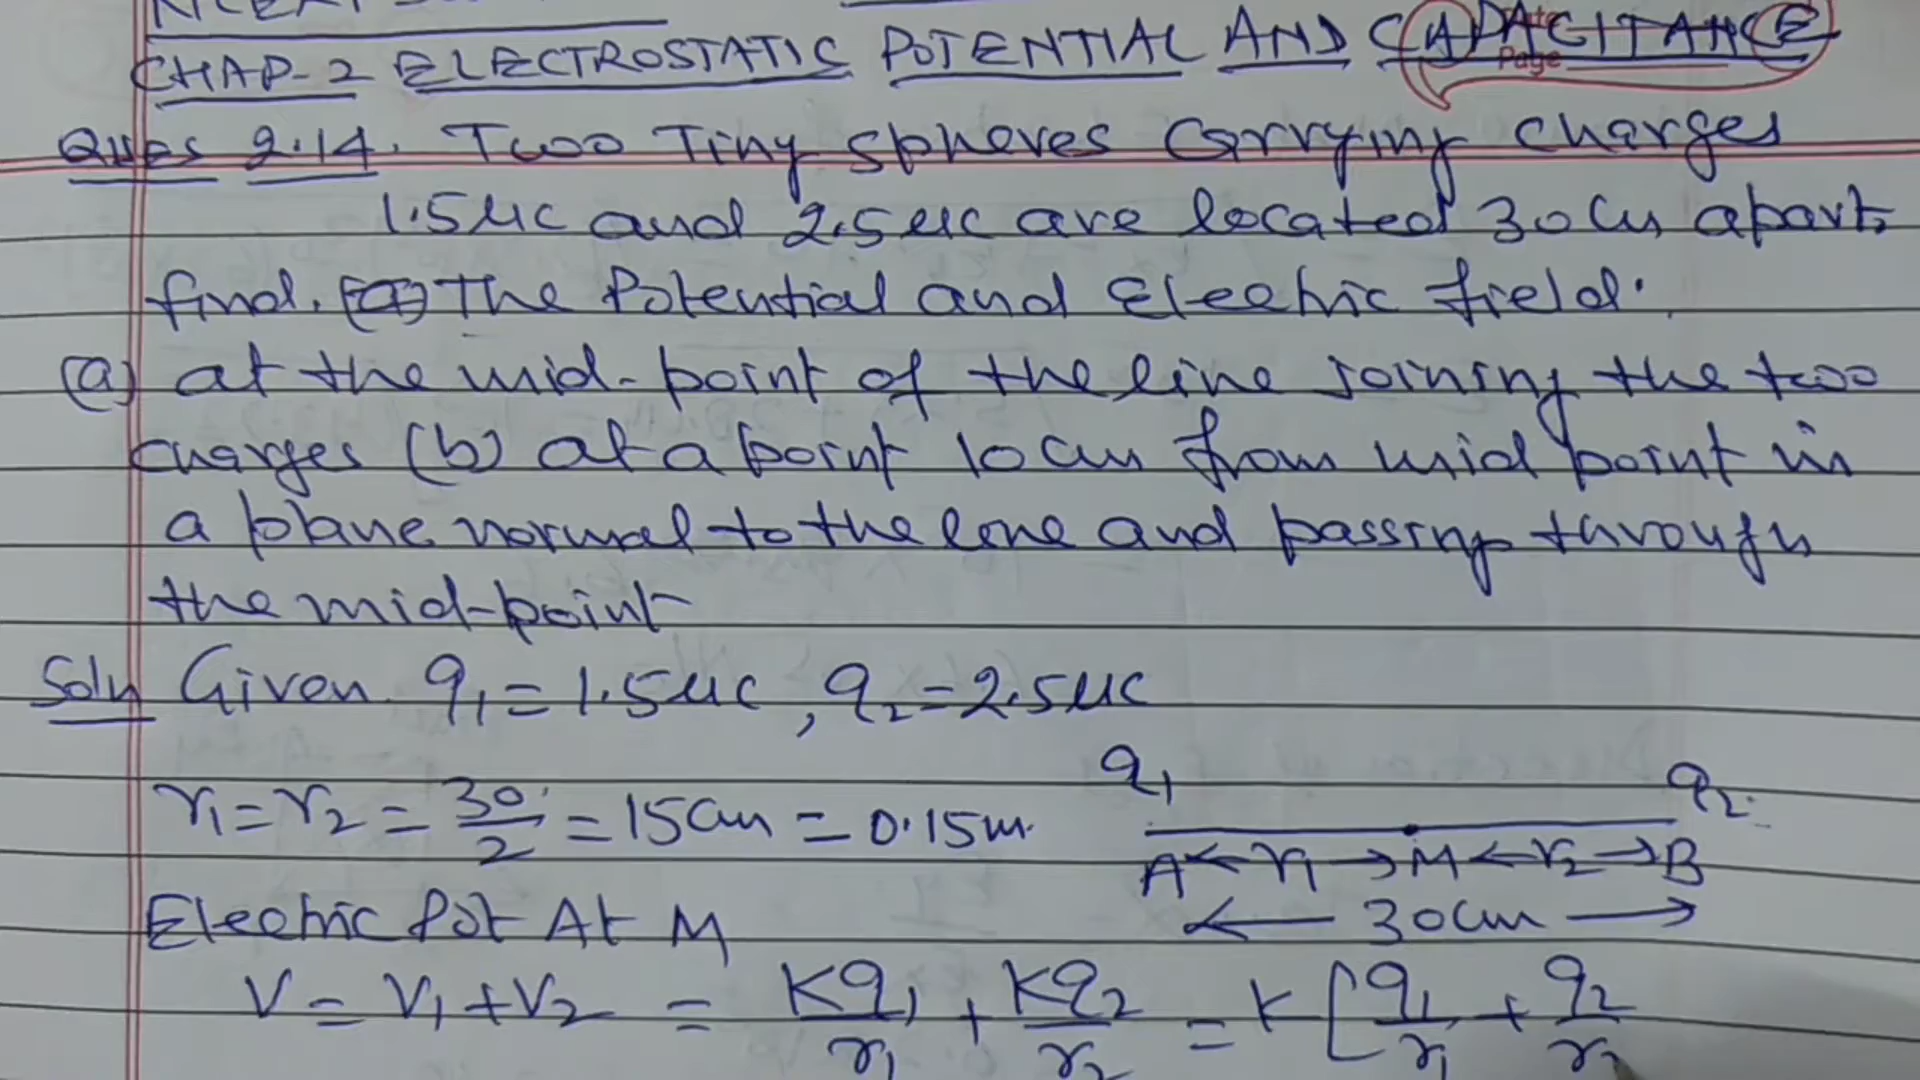 CHAP-2 ELECTROSTATIC POTENTIAL AND CAPACITANCE
Page
Ques 2.14. Two Tiny spheres Carrying charges
1.5μC and 2.5μC are located 30cm apart,
find. (a) The Potential and Electric field.
(a) at the mid-point of the line joining the two
charges (b) at a point 10cm from mid point in
a plane normal to the line and passing through
the mid-point
Soln Given q₁ = 1.5μC, q₂ = 2.5μC
r₁ = r₂ = 30/2 = 15cm = 0.15m.
q₁ q₂
A ← r₁ → M ← r₂ → B
← 30cm →
Electric Pot At M
V = V₁ + V₂ = Kq₁/r₁ + Kq₂/r₂ = K [q₁/r₁ + q₂/r₂